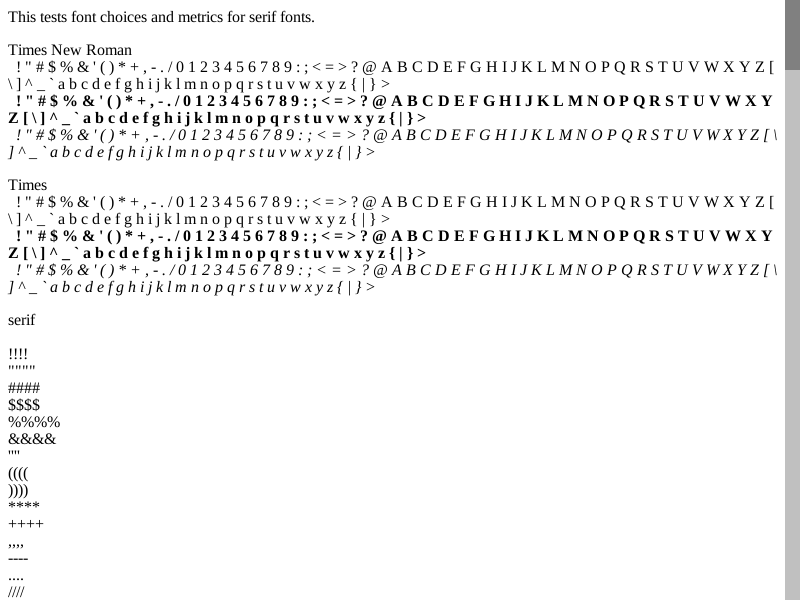 This tests font choices and metrics for serif fonts.
Times New Roman
! " # $ % & ' ( ) * + , - . / 0 1 2 3 4 5 6 7 8 9 : ; < = > ? @ A B C D E F G H I J K L M N O P Q R S T U V W X Y Z [
\ ] ^ _ ` a b c d e f g h i j k l m n o p q r s t u v w x y z { | } >
! " # $ % & ' ( ) * + , - . / 0 1 2 3 4 5 6 7 8 9 : ; < = > ? @ A B C D E F G H I J K L M N O P Q R S T U V W X Y
Z [ \ ] ^ _ ` a b c d e f g h i j k l m n o p q r s t u v w x y z { | } >
! " # $ % & ' ( ) * + , - . / 0 1 2 3 4 5 6 7 8 9 : ; < = > ? @ A B C D E F G H I J K L M N O P Q R S T U V W X Y Z [ \
] ^ _ ` a b c d e f g h i j k l m n o p q r s t u v w x y z { | } >
Times
! " # $ % & ' ( ) * + , - . / 0 1 2 3 4 5 6 7 8 9 : ; < = > ? @ A B C D E F G H I J K L M N O P Q R S T U V W X Y Z [
\ ] ^ _ ` a b c d e f g h i j k l m n o p q r s t u v w x y z { | } >
! " # $ % & ' ( ) * + , - . / 0 1 2 3 4 5 6 7 8 9 : ; < = > ? @ A B C D E F G H I J K L M N O P Q R S T U V W X Y
Z [ \ ] ^ _ ` a b c d e f g h i j k l m n o p q r s t u v w x y z { | } >
! " # $ % & ' ( ) * + , - . / 0 1 2 3 4 5 6 7 8 9 : ; < = > ? @ A B C D E F G H I J K L M N O P Q R S T U V W X Y Z [ \
] ^ _ ` a b c d e f g h i j k l m n o p q r s t u v w x y z { | } >
serif
!!!!
""""
####
$$$$
%%%%
&&&&
''''
((((
))))
****
++++
,,,,
----
....
////